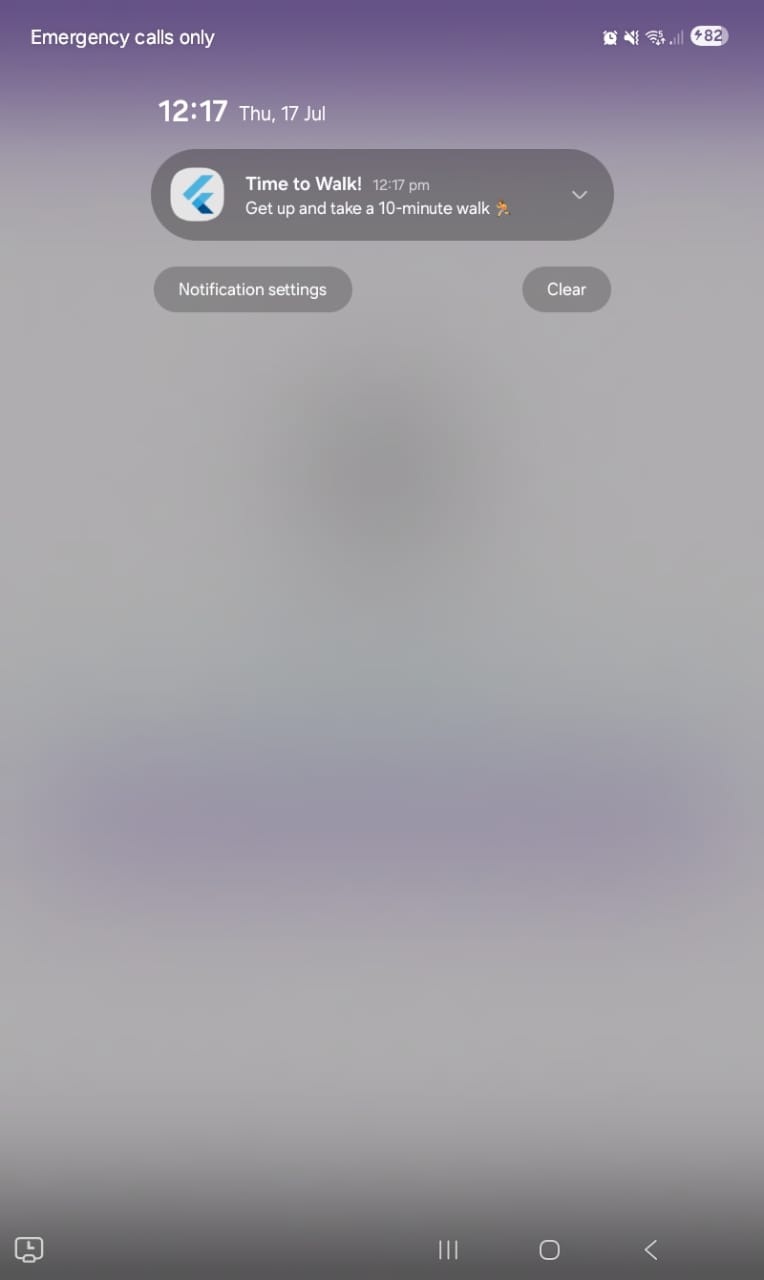 Emergency calls only
82
12:17 Thu, 17 Jul
Time to Walk! 12:17 pm
Get up and take a 10-minute walk 🏃
Notification settings
Clear